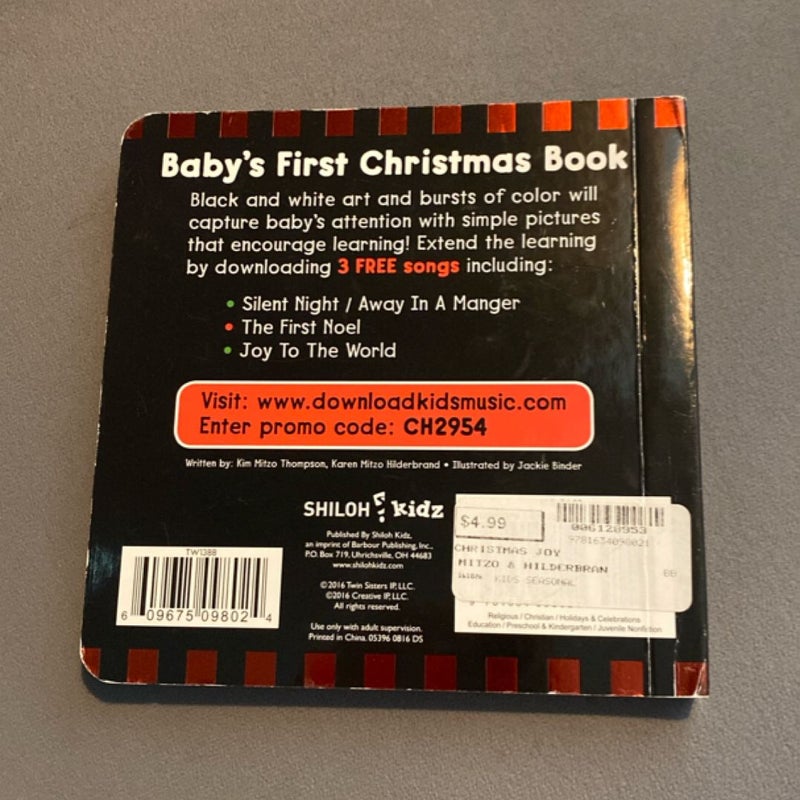 Baby's First Christmas Book
Black and white art and bursts of color will
capture baby's attention with simple pictures
that encourage learning! Extend the learning
by downloading 3 FREE songs including:
• Silent Night / Away In A Manger
• The First Noel
• Joy To The World
Visit: www.downloadkidsmusic.com
Enter promo code: CH2954
Written by: Kim Mitzo Thompson, Karen Mitzo Hilderbrand • Illustrated by Jackie Binder
SHILOH kidz
Published By Shiloh Kidz,
an imprint of Barbour Publishing, Inc.,
P.O. Box 719, Uhrichsville, OH 44683
www.shilohkidz.com
©2016 Twin Sisters IP, LLC.
©2016 Creative IP, LLC.
All rights reserved.
Use only with adult supervision.
Printed in China. 05396 0816 DS
TW1388
6 09675 09802 4
$4.99
006128953
9781634098021
CHRISTMAS JOY
MITZO & HILDERBRAN
KIDS SEASONAL
Religious / Christian / Holidays & Celebrations
Education / Preschool & Kindergarten / Juvenile Nonfiction